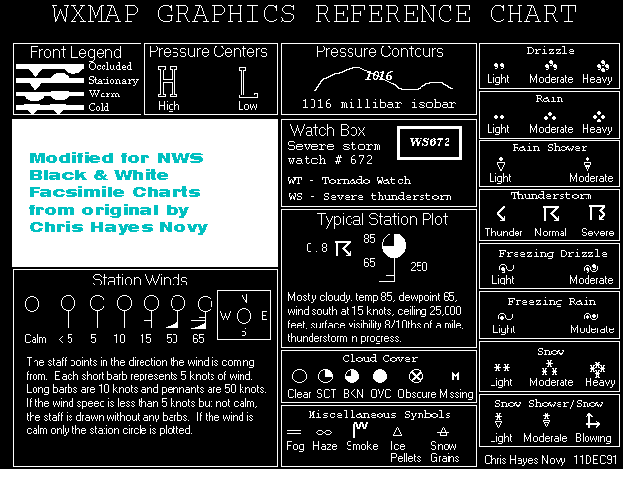 WXMAP GRAPHICS REFERENCE CHART
Front Legend
Occluded
Stationary
Warm
Cold
Pressure Centers
H L
High Low
Pressure Contours
1016
1016 millibar isobar
Drizzle
Light Moderate Heavy
Rain
Light Moderate Heavy
Rain Shower
Light Moderate
Thunderstorm
Thunder Normal Severe
Freezing Drizzle
Light Moderate
Freezing Rain
Light Moderate
Snow
Light Moderate Heavy
Snow Shower/Snow
Light Moderate Blowing
Modified for NWS
Black & White
Facsimile Charts
from original by
Chris Hayes Novy
Watch Box
Severe storm
watch # 672
WS672
WT - Tornado Watch
WS - Severe thunderstorm
Typical Station Plot
0.8 85
65 250
Mostly cloudy, temp 85, dewpoint 65,
wind south at 15 knots, ceiling 25,000
feet, surface visibility 8/10ths of a mile,
thunderstorm in progress.
Station Winds
N
W E
S
Calm < 5 5 10 15 50 65
The staff points in the direction the wind is coming
from. Each short barb represents 5 knots of wind.
Long barbs are 10 knots and pennants are 50 knots.
If the wind speed is less than 5 knots but not calm,
the staff is drawn without any barbs. If the wind is
calm only the station circle is plotted.
Cloud Cover
M
Clear SCT BKN OVC Obscure Missing
Miscellaneous Symbols
Fog Haze Smoke Ice Pellets Snow Grains
Chris Hayes Novy 11DEC91